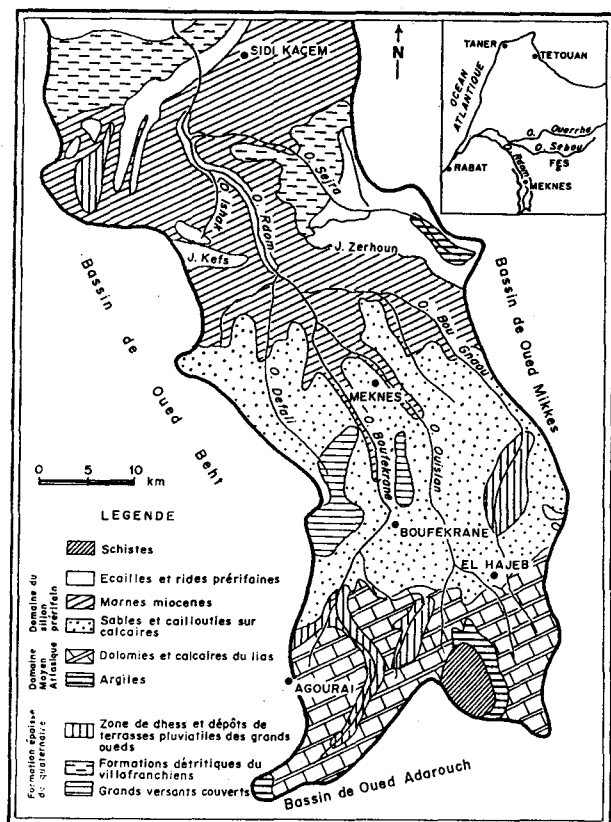 SIDI KAÇEM
N
TANER
TETOUAN
OCEAN
ATLANTIQUE
O. Ouerrha
O. Sebou
FES
RABAT
Rdom
MEKNES
O. Sejra
O. Ishak
O. Rdom
J. Kefs
J. Zerhoun
Bassin de Oued Beht
Bassin de Oued Mikkes
O. Bou Gnaou
O. Defali
MEKNES
O. Boufekrane
O. Ouislan
0 5 10
km
BOUFEKRANE
EL HAJEB
AGOURAI
Bassin de Oued Adarouch
LEGENDE
Schistes
Domaine du sillon prérifain
Ecailles et rides prérifaines
Marnes miocenes
Sables et caillouties sur
calcaires
Domaine Moyen Atlasique
Dolomies et calcaires du lias
Argiles
Formation épaisse du quaternaire
Zone de dhess et dépôts de
terrasses pluviatiles des grands
oueds
Formations détritiques du
villafranchiens
Grands versants couverts